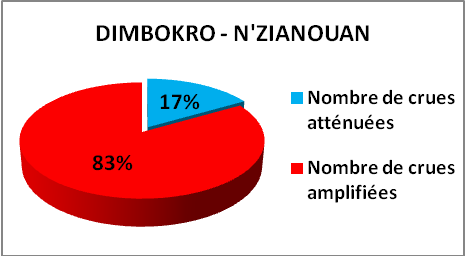 DIMBOKRO - N'ZIANOUAN
17%
83%
Nombre de crues
atténuées
Nombre de crues
amplifiées